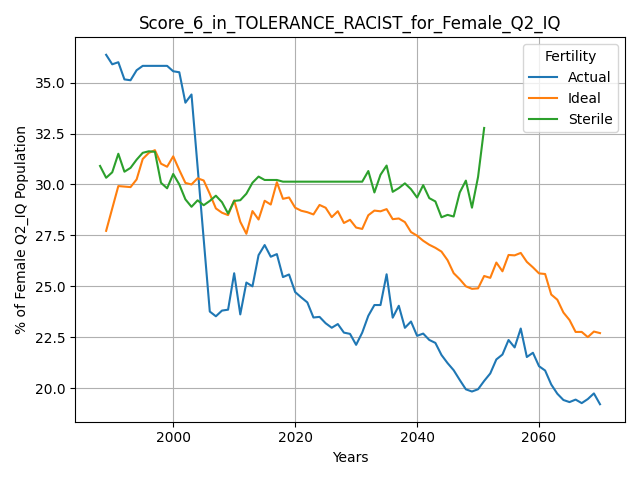 Score_6_in_TOLERANCE_RACIST_for_Female_Q2_IQ
Fertility
Actual
Ideal
Sterile
% of Female Q2_IQ Population
35.0
32.5
30.0
27.5
25.0
22.5
20.0
2000
2020
2040
2060
Years